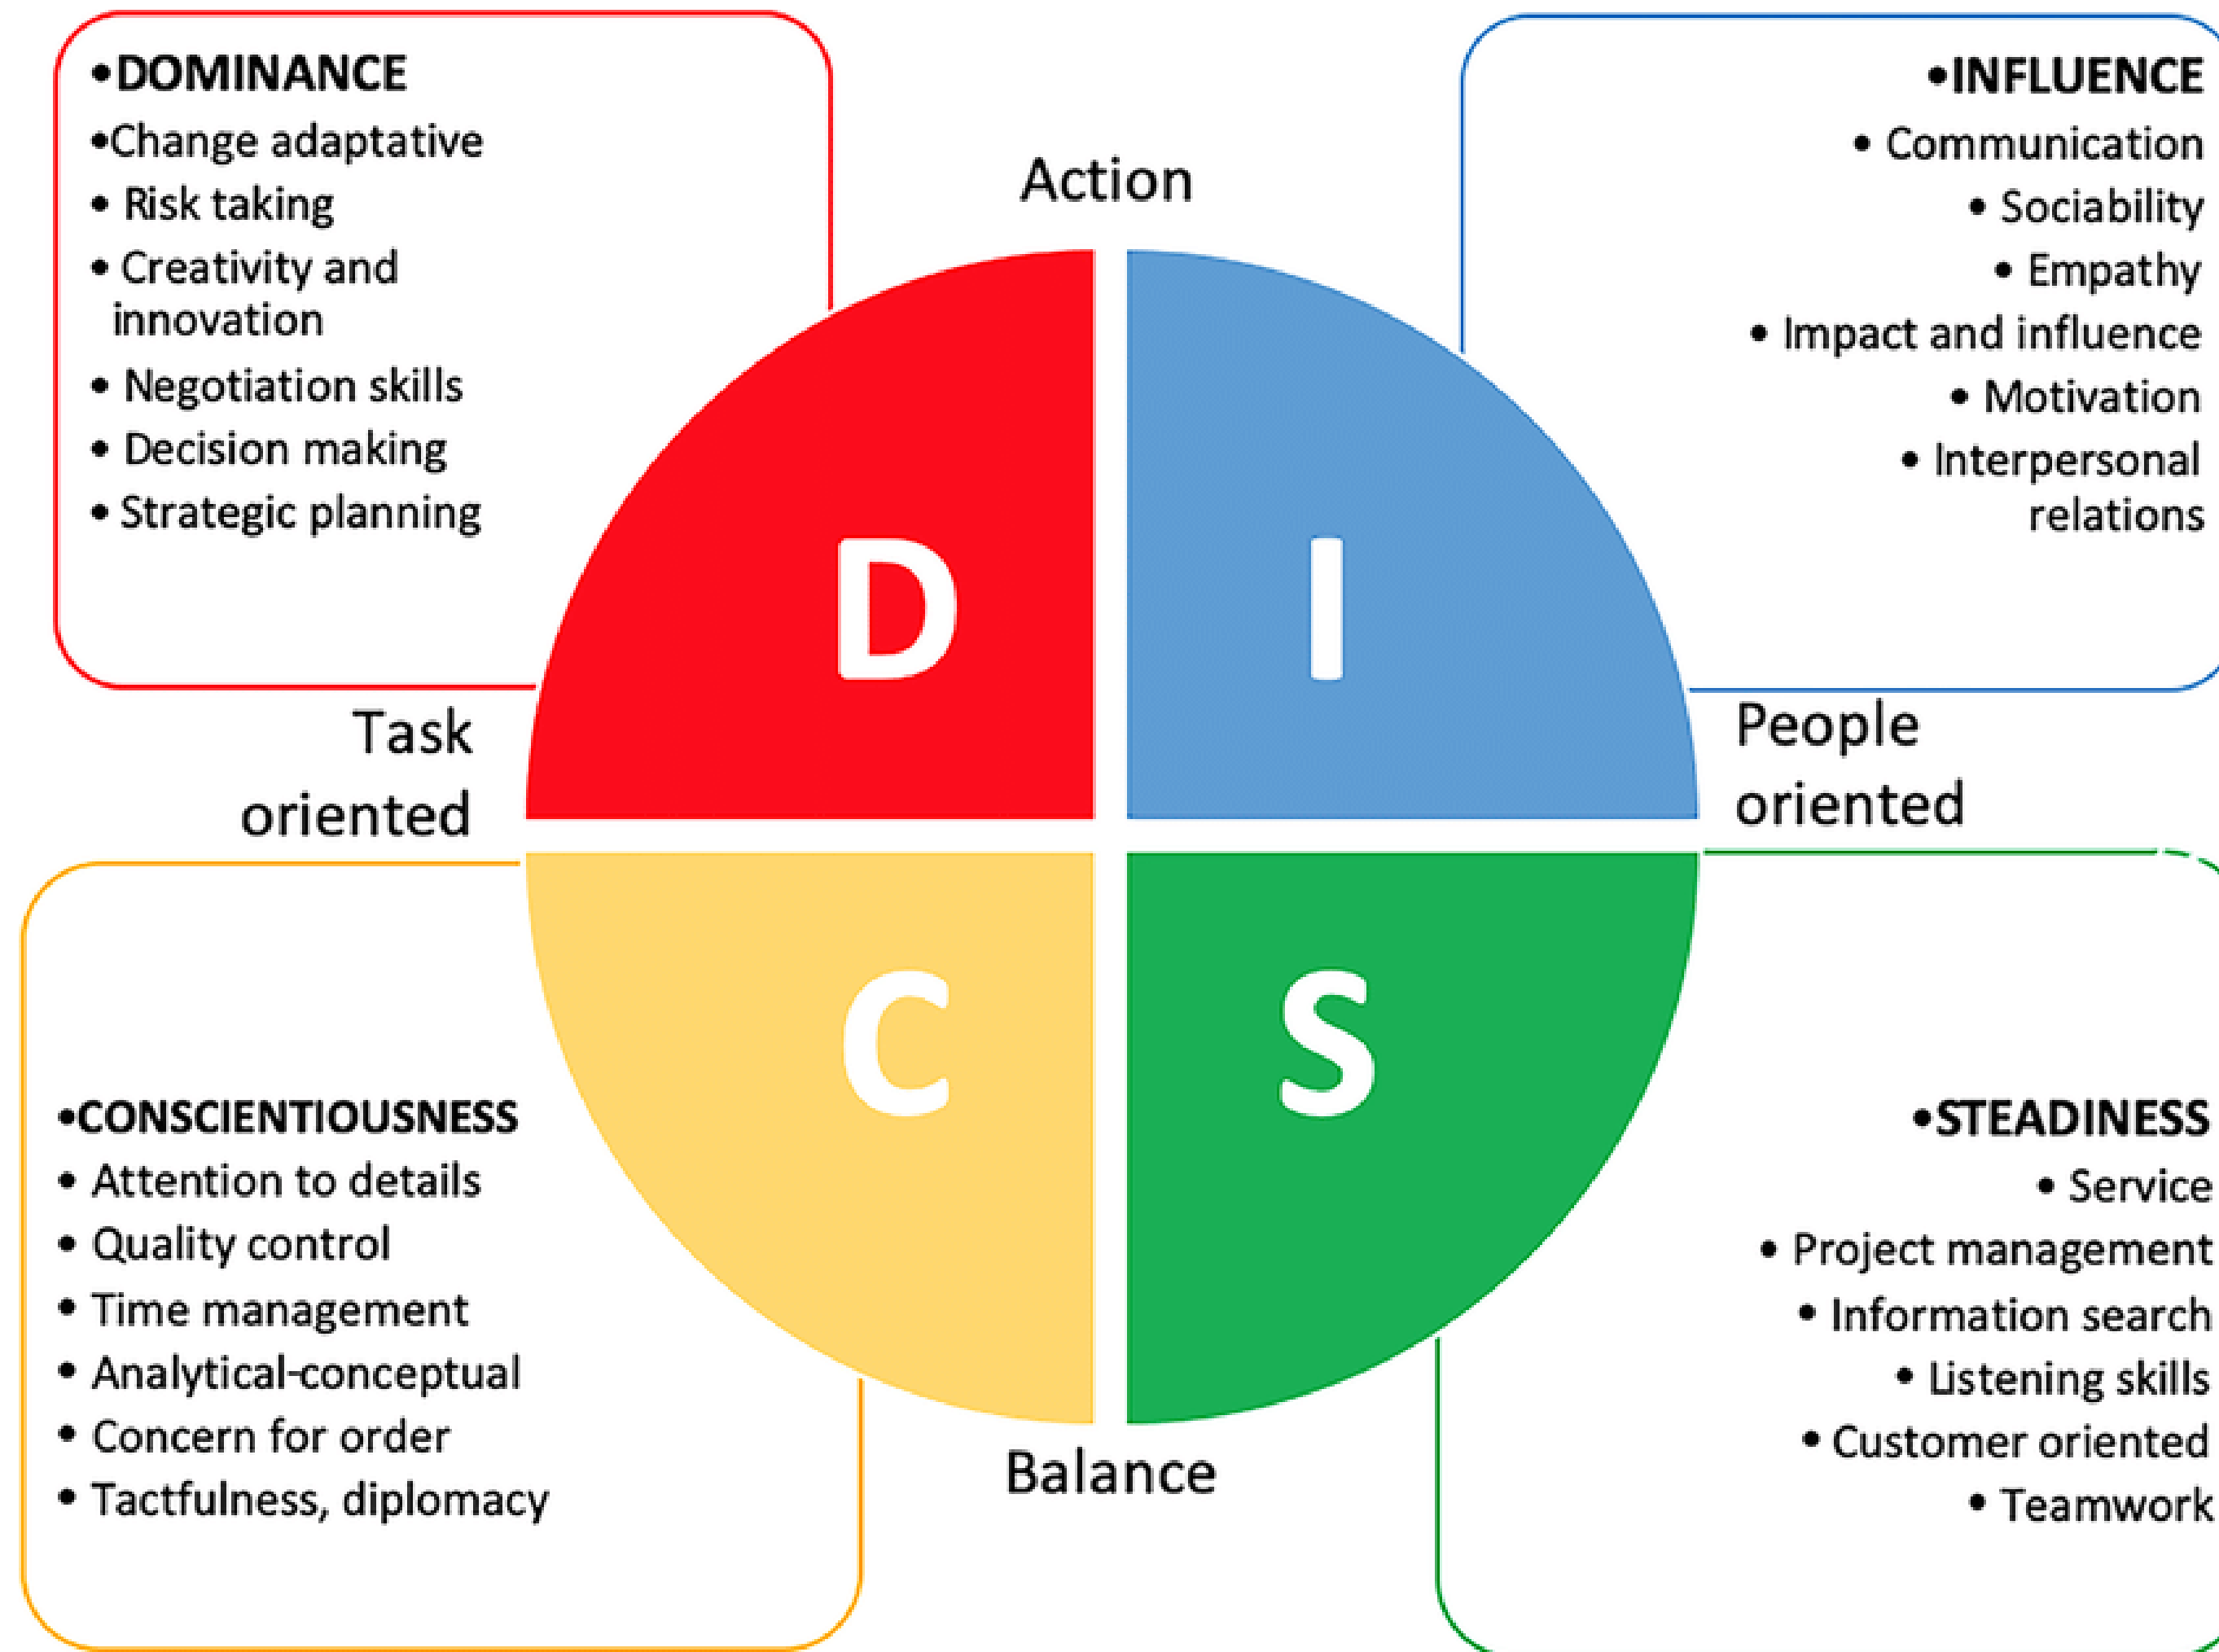 •DOMINANCE
•Change adaptative
• Risk taking
• Creativity and
innovation
• Negotiation skills
• Decision making
• Strategic planning
Action
•INFLUENCE
• Communication
• Sociability
• Empathy
• Impact and influence
• Motivation
• Interpersonal
relations
D
I
Task
oriented
People
oriented
C
S
•CONSCIENTIOUSNESS
• Attention to details
• Quality control
• Time management
• Analytical-conceptual
• Concern for order
• Tactfulness, diplomacy
Balance
•STEADINESS
• Service
• Project management
• Information search
• Listening skills
• Customer oriented
• Teamwork